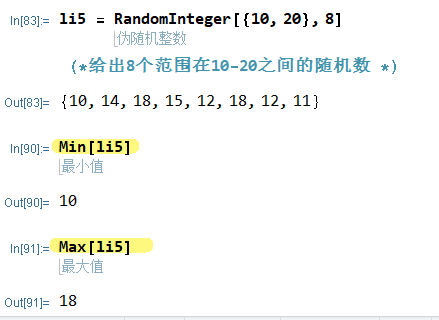 In[83]:= li5 = RandomInteger[{10, 20}, 8]
伪随机整数
(*给出8个范围在10-20之间的随机数 *)
Out[83]= {10, 14, 18, 15, 12, 18, 12, 11}
In[90]:= Min[li5]
最小值
Out[90]= 10
In[91]:= Max[li5]
最大值
Out[91]= 18